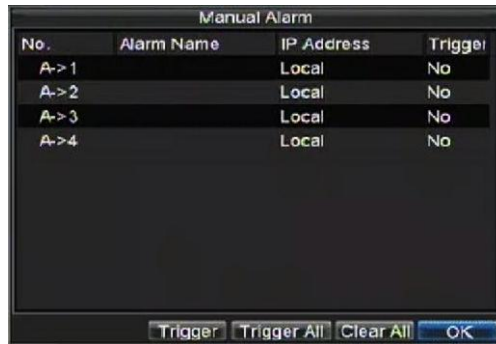 Manual Alarm
No. Alarm Name IP Address Trigger
A->1 Local No
A->2 Local No
A->3 Local No
A->4 Local No
Trigger Trigger All Clear All OK